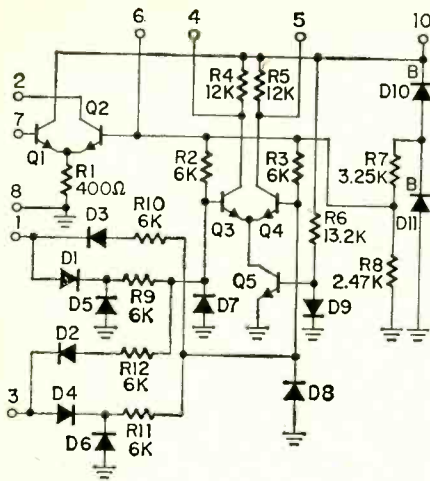 6 4 5 10
2
7
8
1
3
Q1
Q2
R1
400Ω
R4
12K
R5
12K
R2
6K
R3
6K
B
D10
R7
3.25K
B
D11
R8
2.47K
R6
13.2K
Q3
Q4
Q5
D9
D3
R10
6K
D1
D5
R9
6K
D7
D2
R12
6K
D4
D6
R11
6K
D8